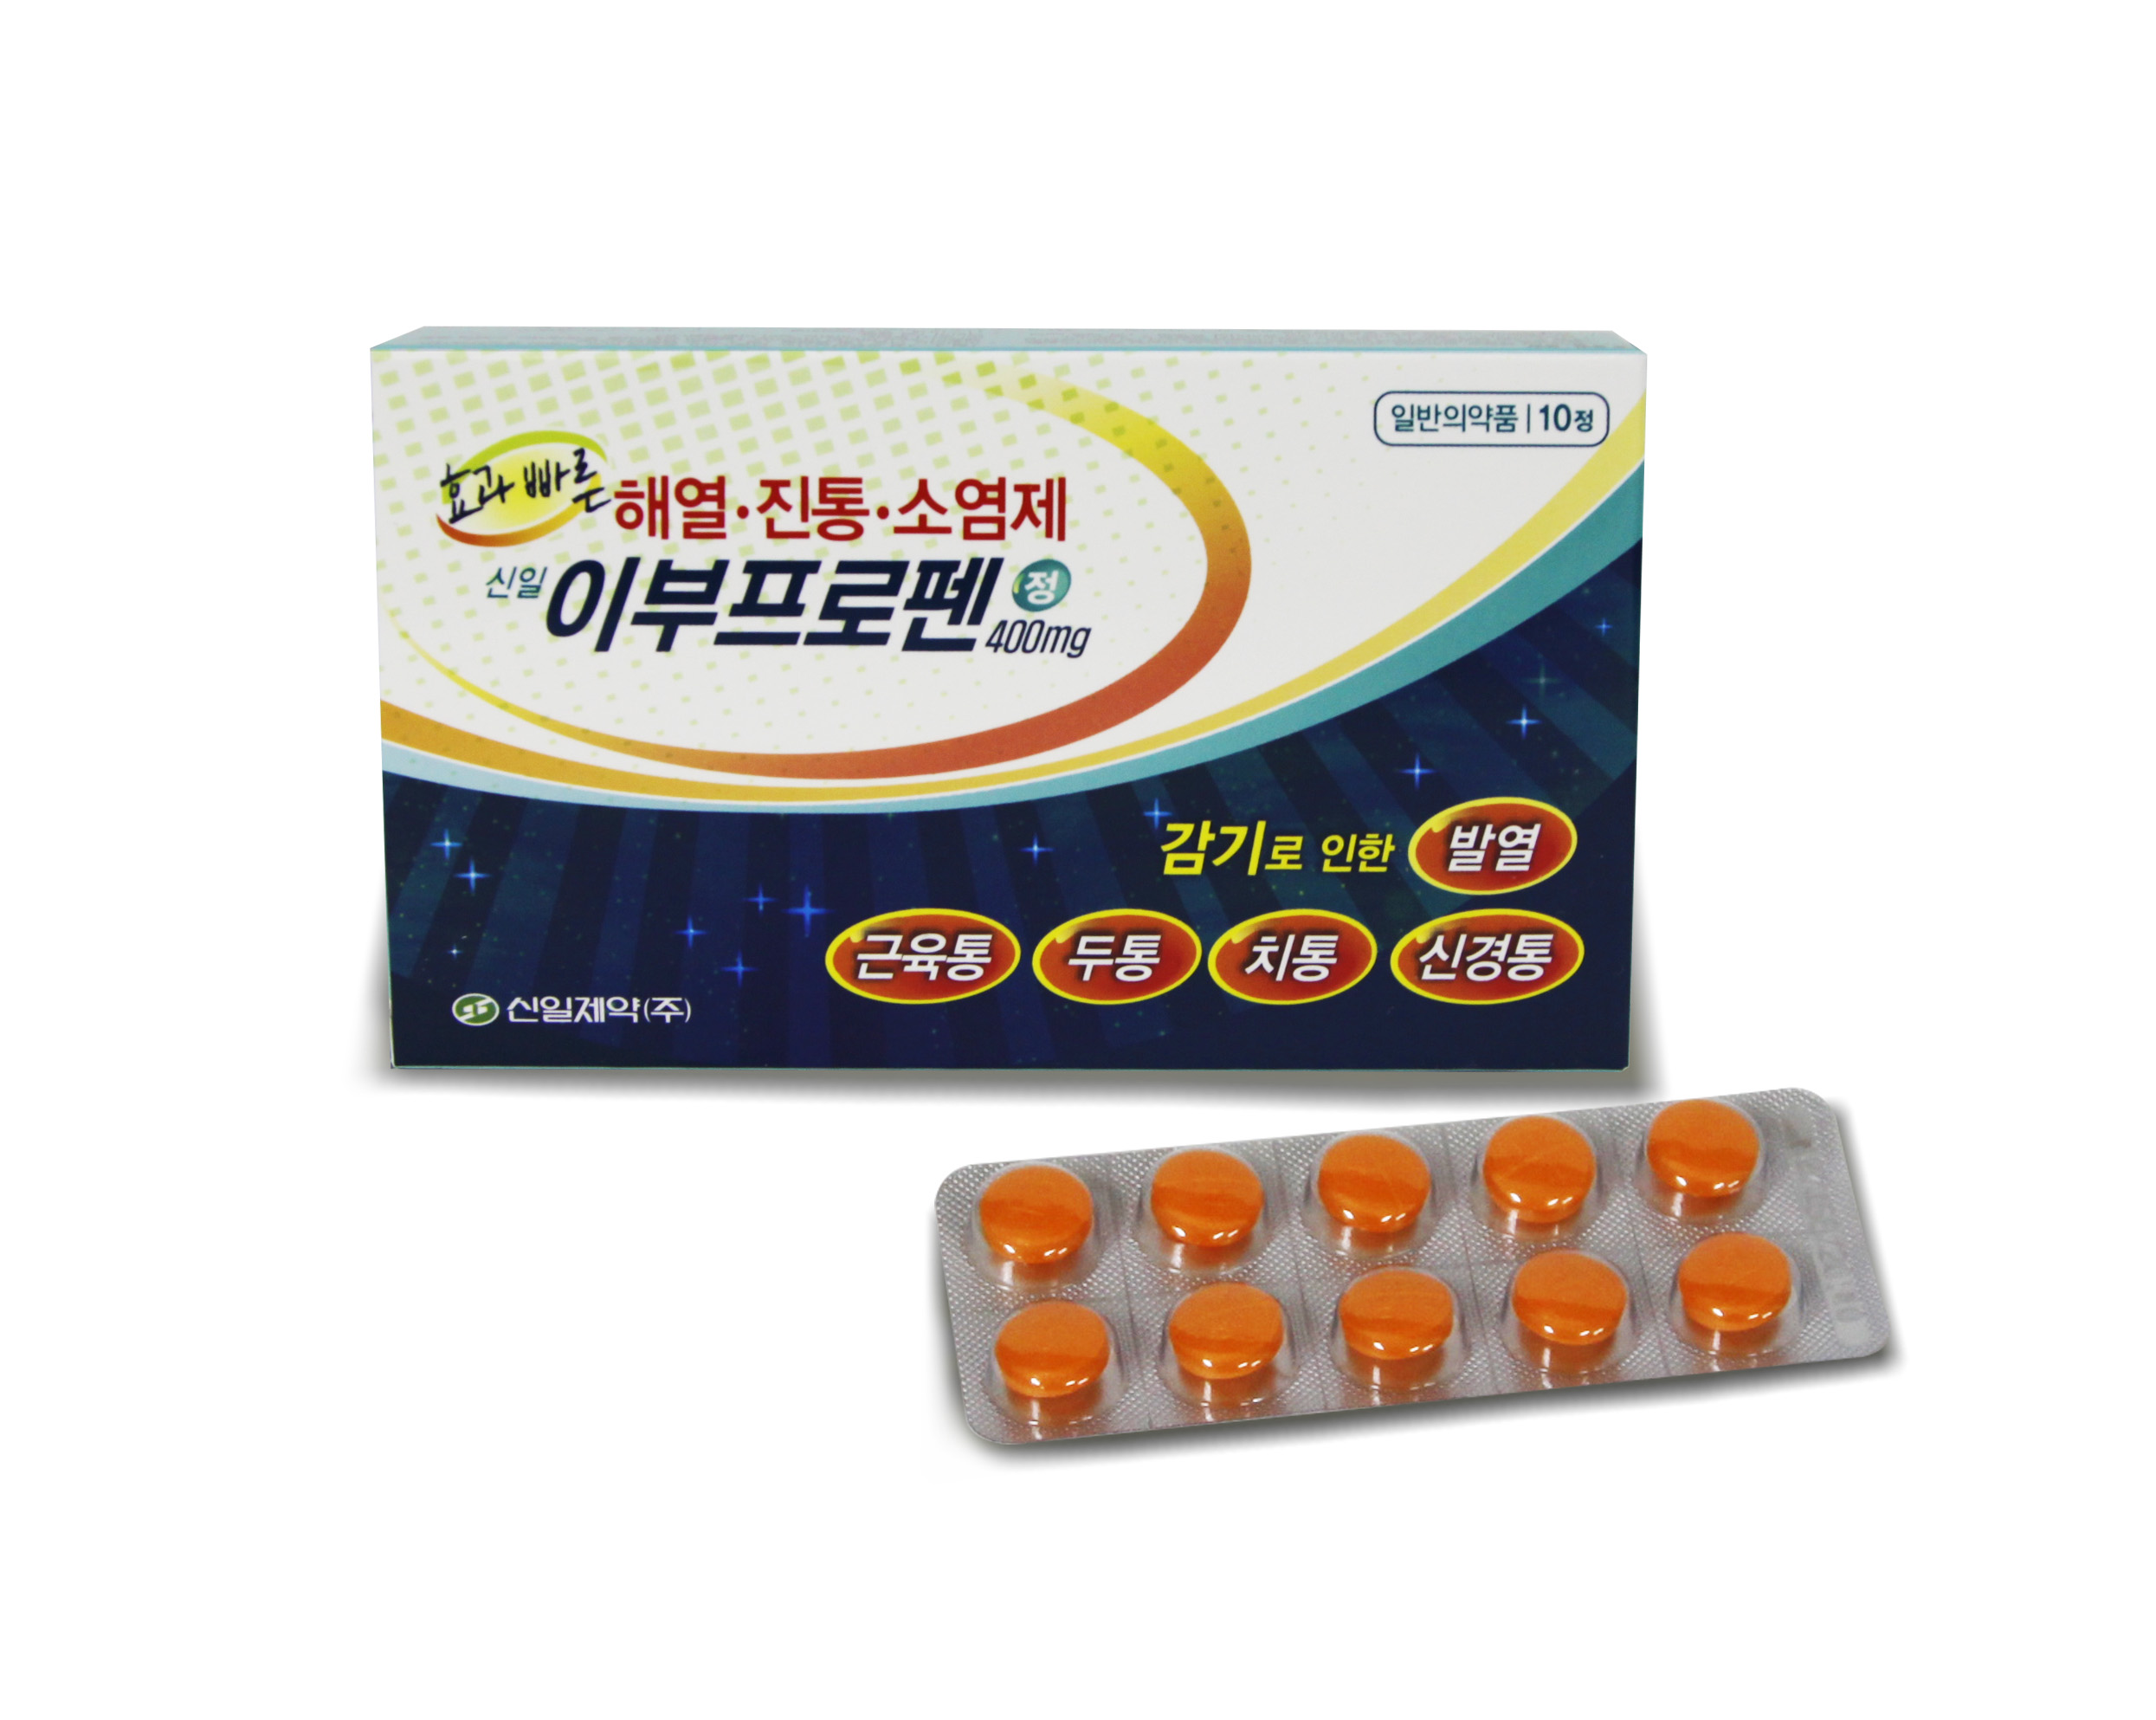 일반의약품 | 10정
효과 빠른 해열·진통·소염제
신일 이부프로펜 정 400mg
감기로 인한 발열
근육통 두통 치통 신경통
신일제약(주)